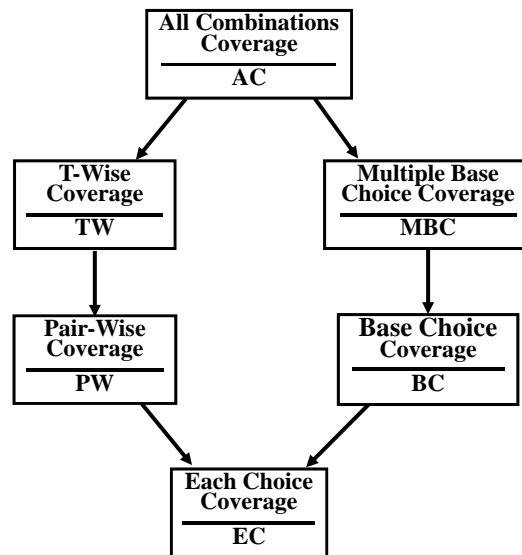 All Combinations
Coverage
AC
T-Wise
Coverage
TW
Multiple Base
Choice Coverage
MBC
Pair-Wise
Coverage
PW
Base Choice
Coverage
BC
Each Choice
Coverage
EC